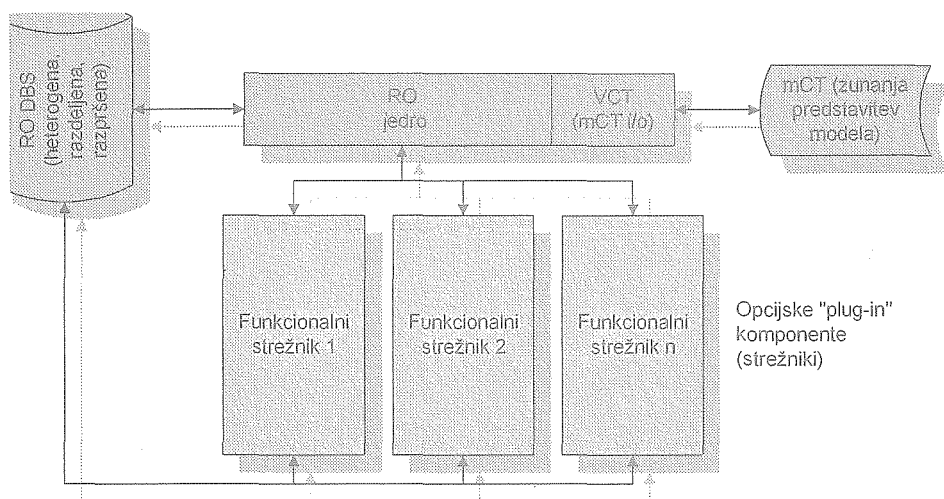 RO DBS
(heterogena,
razdeljena,
razpršena)
RO
jedro
VCT
(mCT i/o)
mCT (zunanja
predstavitev
modela)
Funkcionalni
strežnik 1
Funkcionalni
strežnik 2
Funkcionalni
strežnik n
Opcijske "plug-in"
komponente
(strežniki)